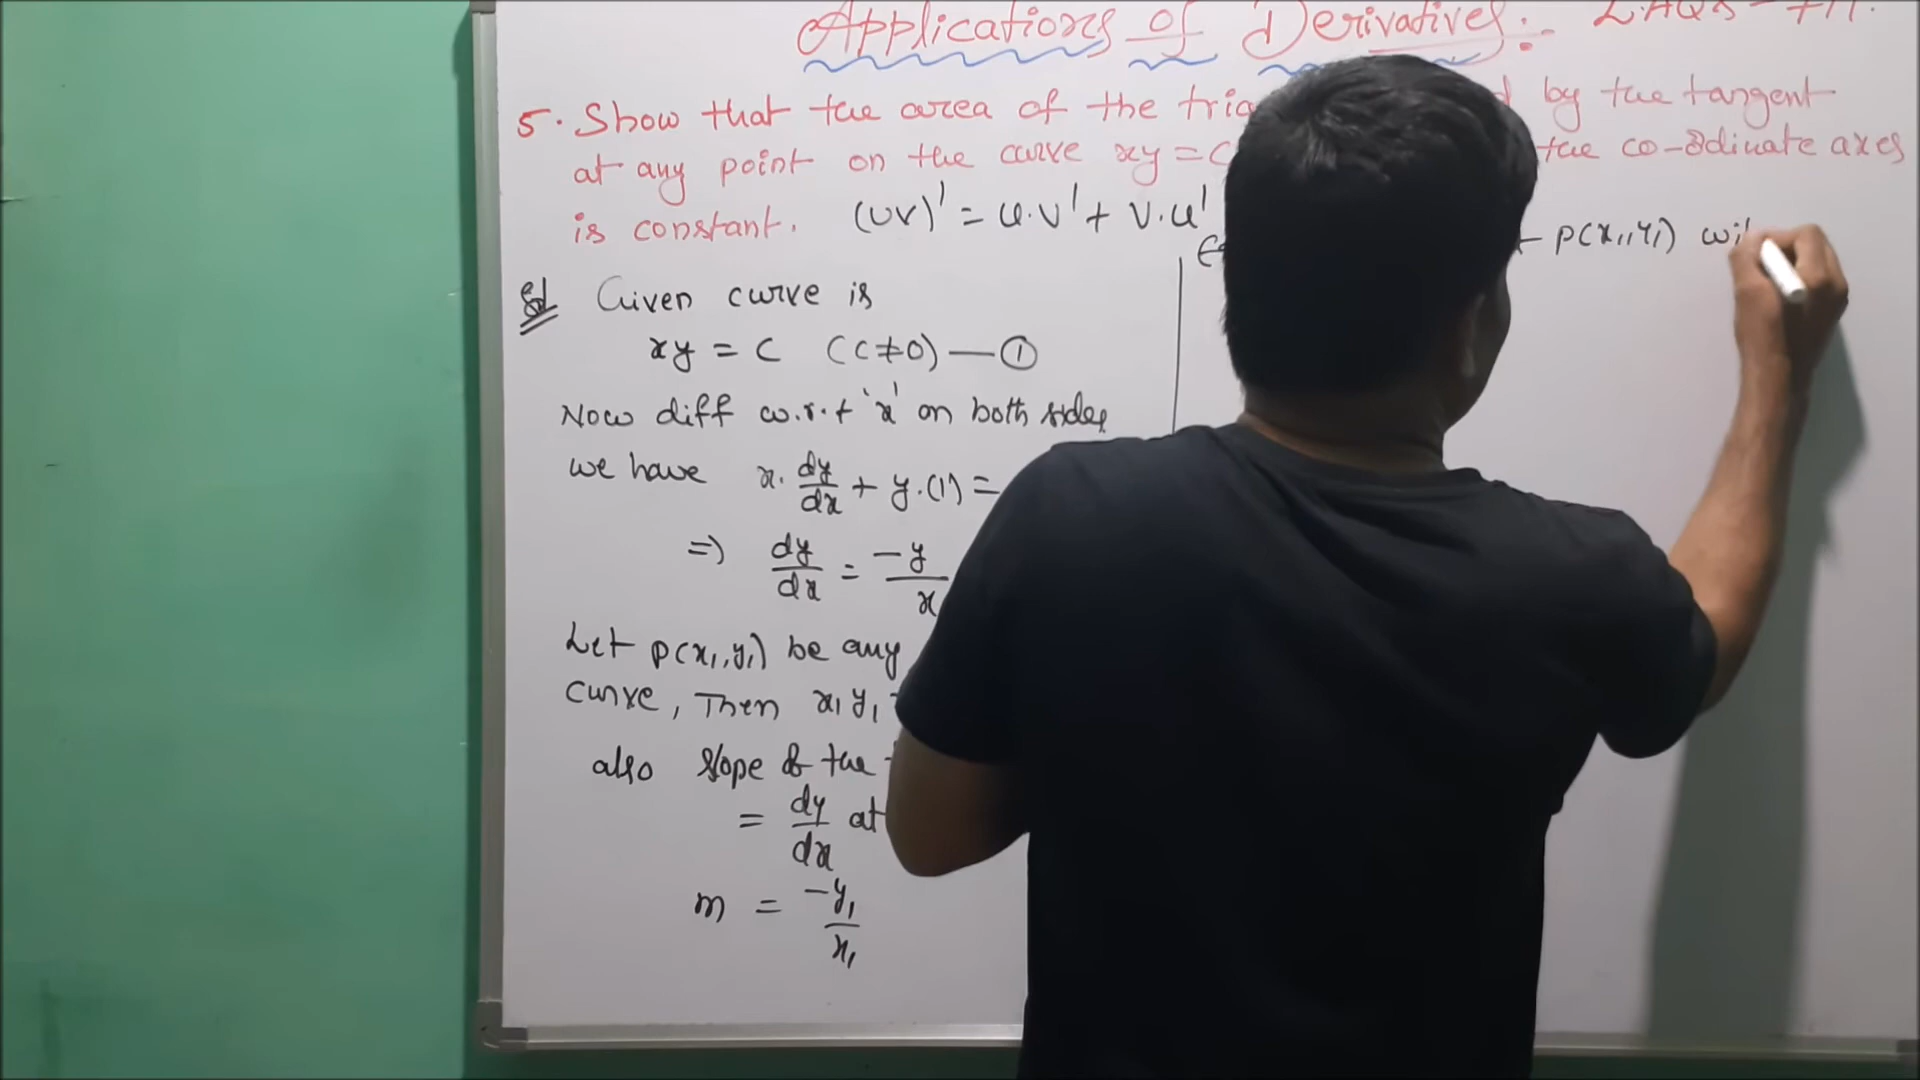 Applications of Derivatives:- LAQs - 7M.
5. Show that the area of the by the tangent
at any point on the curve xy = C the co-ordinate axes
is constant. (UV)' = U.V' + V.U'
Sol Given curve is
xy = C (C≠0) — ①
Now diff w.r.t 'x' on both sides
we have x. dy/dx + y.(1) =
=> dy/dx = -y/x
Let P(x₁,y₁) be any
curve, Then x₁y₁
also slope of the
= dy/dx at
m = -y₁/x₁
P(x₁,y₁)